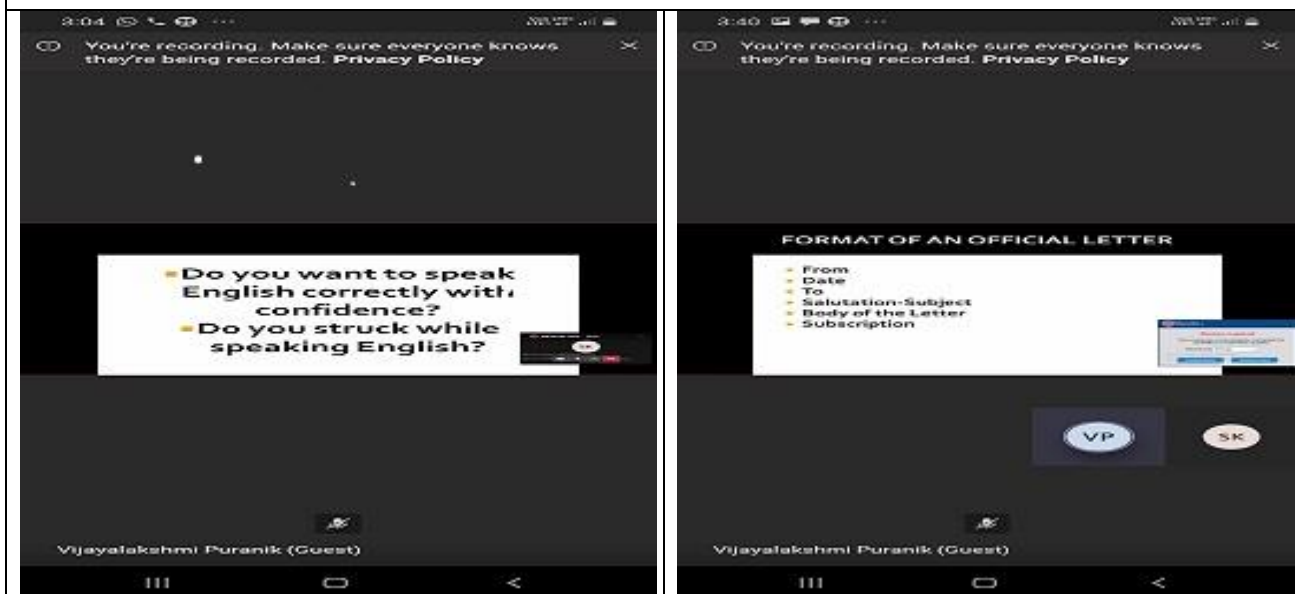 3:04
You're recording. Make sure everyone knows
they're being recorded. Privacy Policy
Do you want to speak
English correctly with
confidence?
Do you struck while
speaking English?
SK
Vijayalakshmi Puranik (Guest)
3:40
You're recording. Make sure everyone knows
they're being recorded. Privacy Policy
FORMAT OF AN OFFICIAL LETTER
From
Date
To
Salutation-Subject
Body of the Letter
Subscription
VP
SK
Vijayalakshmi Puranik (Guest)